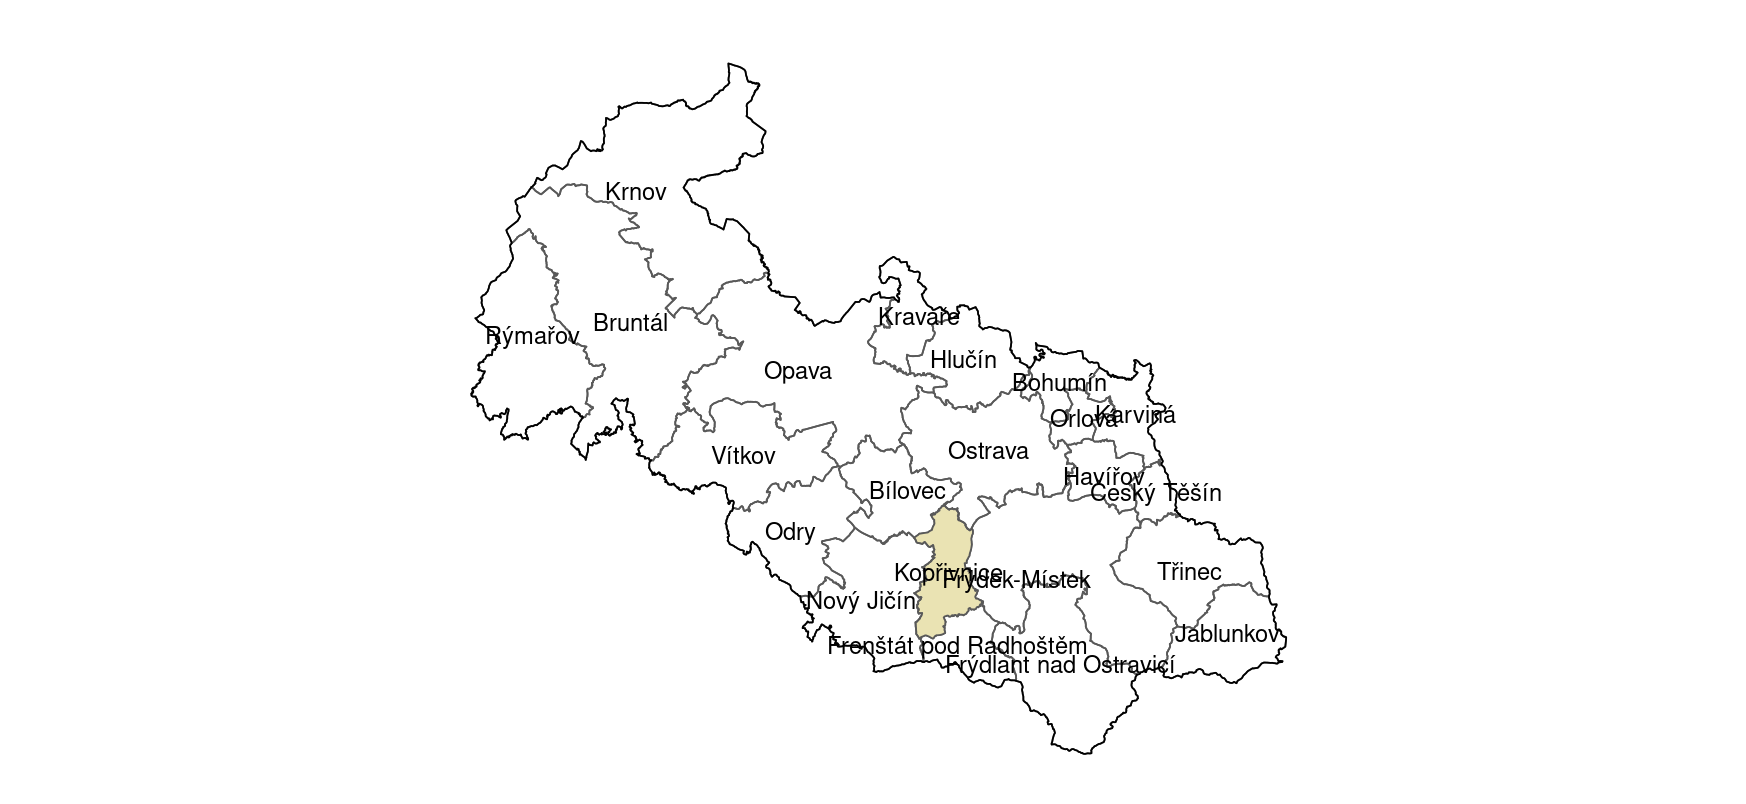 Krnov
Kravaře
Bruntál
Rýmařov
Hlučín
Opava
Bohumín
Karviná
Orlová
Ostrava
Vítkov
Havířov
Bílovec
Český Těšín
Odry
Třinec
Kopřivnice
Frýdek-Místek
Nový Jičín
Jablunkov
Frenštát pod Radhoštěm
Frýdlant nad Ostravicí